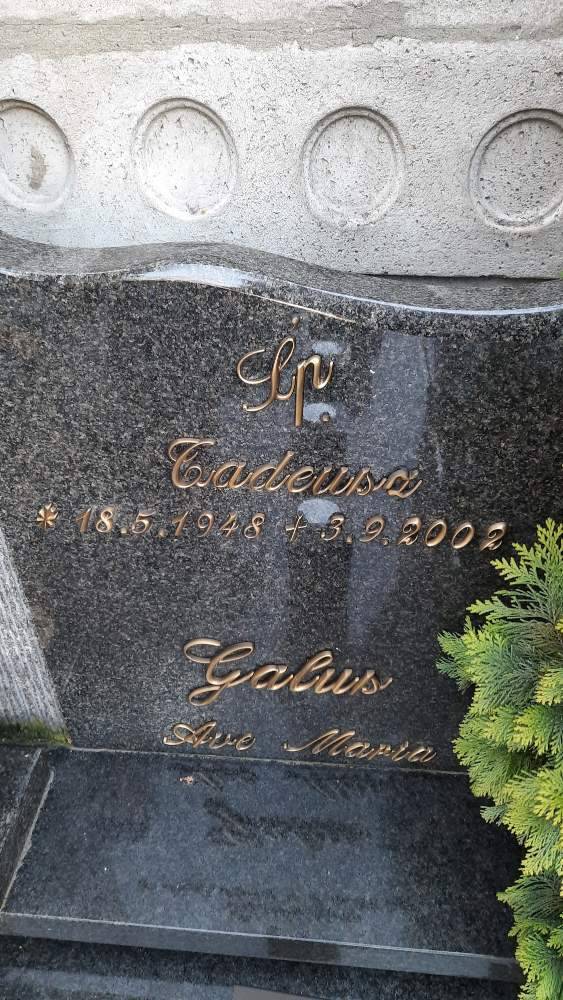 Śp.
Tadeusz
* 18.5.1948 + 3.9.2002
Galus
Ave Maria